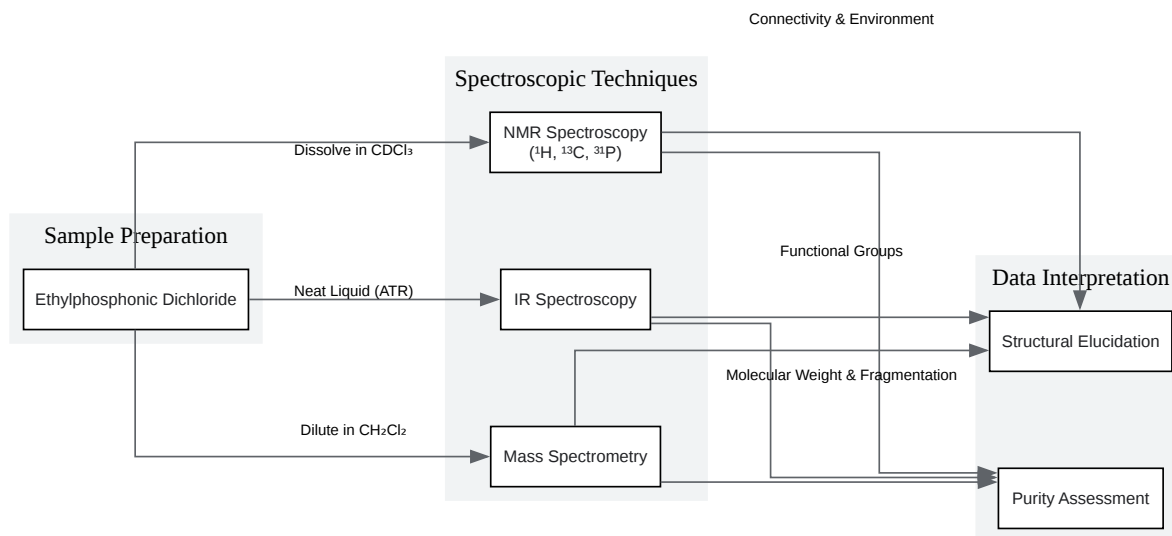 Connectivity & Environment
Spectroscopic Techniques
NMR Spectroscopy
(¹H, ¹³C, ³¹P)
Dissolve in CDCl₃
Sample Preparation
Functional Groups
Data Interpretation
Ethylphosphonic Dichloride
Neat Liquid (ATR)
IR Spectroscopy
Structural Elucidation
Molecular Weight & Fragmentation
Dilute in CH₂Cl₂
Mass Spectrometry
Purity Assessment